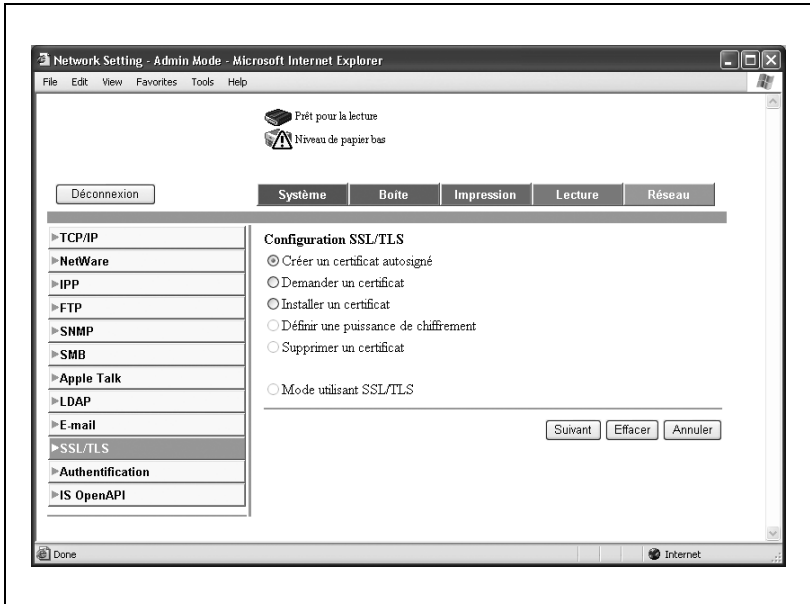 Network Setting - Admin Mode - Microsoft Internet Explorer
File Edit View Favorites Tools Help
Prêt pour la lecture
Niveau de papier bas
Déconnexion
Système Boîte Impression Lecture Réseau
TCP/IP
NetWare
IPP
FTP
SNMP
SMB
Apple Talk
LDAP
E-mail
SSL/TLS
Authentification
IS OpenAPI
Configuration SSL/TLS
Créer un certificat autosigné
Demander un certificat
Installer un certificat
Définir une puissance de chiffrement
Supprimer un certificat
Mode utilisant SSL/TLS
Suivant Effacer Annuler
Done Internet